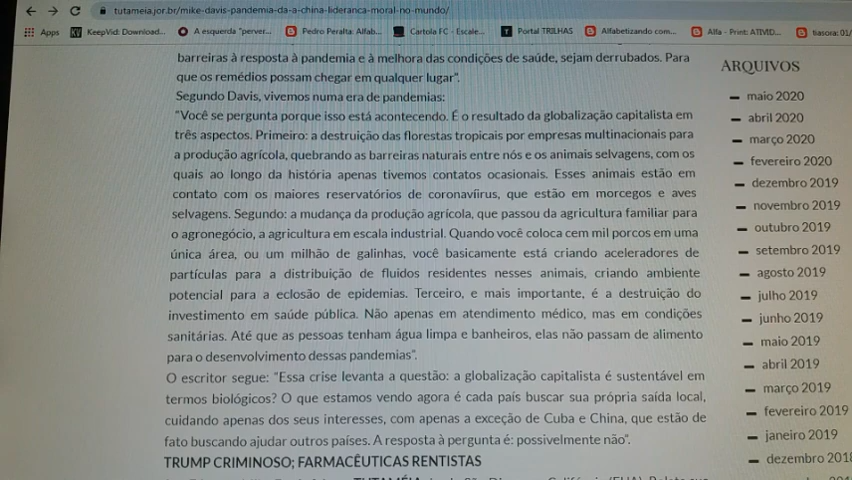 tutameia.jor.br/mike-davis-pandemia-da-a-china-lideranca-moral-no-mundo/
Apps KeepVid: Download... A esquerda "perver... Pedro Peralta: Alfab... Cartola FC - Escale... Portal TRILHAS Alfabetizando com... Alfa - Print: ATIVID... tiasora: 01/
barreiras à resposta à pandemia e à melhora das condições de saúde, sejam derrubados. Para
que os remédios possam chegar em qualquer lugar".
Segundo Davis, vivemos numa era de pandemias:
"Você se pergunta porque isso está acontecendo. É o resultado da globalização capitalista em
três aspectos. Primeiro: a destruição das florestas tropicais por empresas multinacionais para
a produção agrícola, quebrando as barreiras naturais entre nós e os animais selvagens, com os
quais ao longo da história apenas tivemos contatos ocasionais. Esses animais estão em
contato com os maiores reservatórios de coronavíirus, que estão em morcegos e aves
selvagens. Segundo: a mudança da produção agrícola, que passou da agricultura familiar para
o agronegócio, a agricultura em escala industrial. Quando você coloca cem mil porcos em uma
única área, ou um milhão de galinhas, você basicamente está criando aceleradores de
partículas para a distribuição de fluidos residentes nesses animais, criando ambiente
potencial para a eclosão de epidemias. Terceiro, e mais importante, é a destruição do
investimento em saúde pública. Não apenas em atendimento médico, mas em condições
sanitárias. Até que as pessoas tenham água limpa e banheiros, elas não passam de alimento
para o desenvolvimento dessas pandemias".
O escritor segue: "Essa crise levanta a questão: a globalização capitalista é sustentável em
termos biológicos? O que estamos vendo agora é cada país buscar sua própria saída local,
cuidando apenas dos seus interesses, com apenas a exceção de Cuba e China, que estão de
fato buscando ajudar outros países. A resposta à pergunta é: possivelmente não".
TRUMP CRIMINOSO; FARMACÊUTICAS RENTISTAS
ARQUIVOS
maio 2020
abril 2020
março 2020
fevereiro 2020
dezembro 2019
novembro 2019
outubro 2019
setembro 2019
agosto 2019
julho 2019
junho 2019
maio 2019
abril 2019
março 2019
fevereiro 2019
janeiro 2019
dezembro 2018